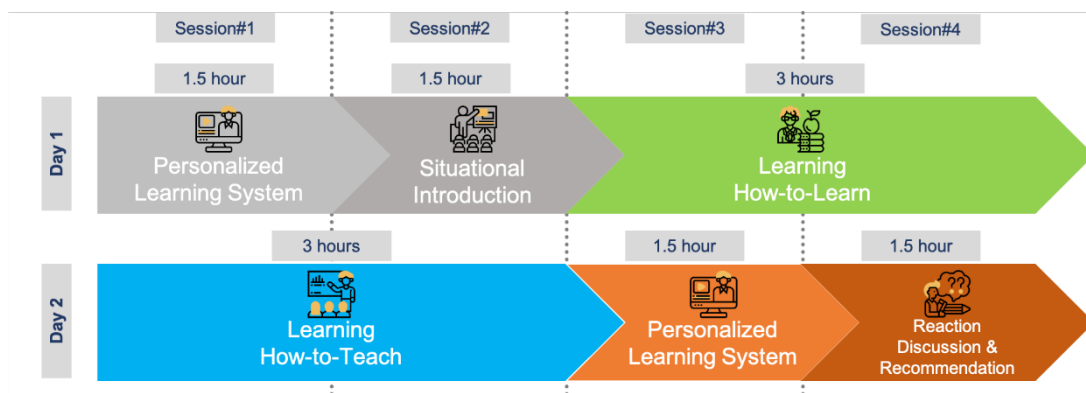 Session#1
Session#2
Session#3
Session#4
1.5 hour
1.5 hour
3 hours
Day 1
Personalized
Learning System
Situational
Introduction
Learning
How-to-Learn
3 hours
1.5 hour
1.5 hour
Day 2
Learning
How-to-Teach
Personalized
Learning System
??
Reaction
Discussion &
Recommendation